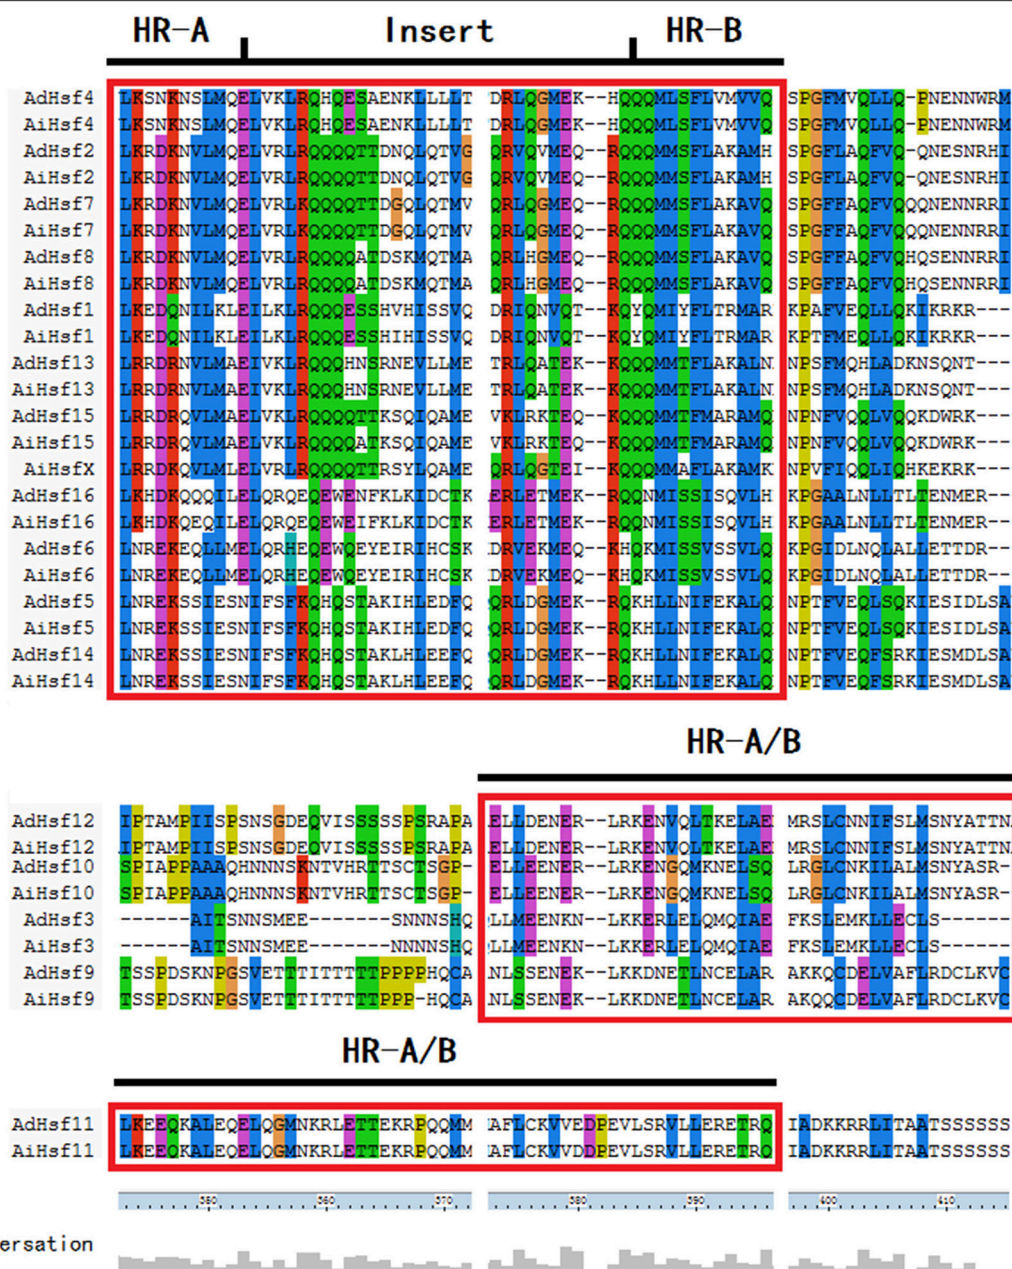 HR-A Insert HR-B
AdHsf4 LKSNKNSLMQELVKLRQHQESAENKLLLLT DRLQGMEK--HQQQMLSFLVMVVQ SPGFMVQLLQ-PNENNWRM
AiHsf4 LKSNKNSLMQELVKLRQHQESAENKLLLLT DRLQGMEK--HQQQMLSFLVMVVQ SPGFMVQLLQ-PNENNWRM
AdHsf2 LKRDKNVLMQELVRLRQQQQTTDNQLQTVG QRVQVMEQ--RQQQMMSFLAKAMH SPGFLAQFVQ-QNESNRHI
AiHsf2 LKRDKNVLMQELVRLRQQQQTTDNQLQTVG QRVQVMEQ--RQQQMMSFLAKAMH SPGFLAQFVQ-QNESNRHI
AdHsf7 LKRDKNVLMQELVRLKQQQQTTDGQLQTMV QRLQGMEQ--RQQQMMSFLAKAVQ SPGFFAQFVQQQNENNRRI
AiHsf7 LKRDKNVLMQELVRLKQQQQTTDGQLQTMV QRLQGMEQ--RQQQMMSFLAKAVQ SPGFFAQFVQQQNENNRRI
AdHsf8 LKRDKNVLMQELVRLRQQQQATDSKMQTMA QRLHGMEQ--RQQQMMSFLAKAVQ SPGFFAQFVQHQSENNRRI
AiHsf8 LKRDKNVLMQELVRLRQQQQATDSKMQTMA QRLHGMEQ--RQQQMMSFLAKAVQ SPGFFAQFVQHQSENNRRI
AdHsf1 LKEDQNILKLEILKLRQQQESSHVHISSVQ DRIQNVQT--KQYQMIYFLTRMAR KPAFVEQLLQKIKRKR---
AiHsf1 LKEDQNILKLEILKLRQQQESSHIHISSVQ DRIQNVQT--KQYQMIYFLTRMAR KPTFMEQLLQKIKRKR---
AdHsf13 LRRDRNVLMAEIVKLRQQQHNSRNEVLLME TRLQATEK--KQQQMMTFLAKALN NPSFMQHLADKNSQNT---
AiHsf13 LRRDRNVLMAEIVKLRQQQHNSRNEVLLME TRLQATEK--KQQQMMTFLAKALN NPSFMQHLADKNSQNT---
AdHsf15 LRRDRQVLMAELVKLRQQQQTTKSQIQAME VKLRKTEQ--KQQQMMTFMARAMQ NPNFVQQLVQQKDWRK---
AiHsf15 LRRDRQVLMAELVKLRQQQQATKSQIQAME VKLRKTEQ--KQQQMMTFMARAMQ NPNFVQQLVQQKDWRK---
AiHsfX LRRDKQVLMLELVRLRQQQQTTRSYLQAME QRLQGTEI--KQQQMMAFLAKAMK NPVFIQQLIQHKEKRK---
AdHsf16 LKHDKQQQILELQRQEQEWENFKLKIDCTK ERLETMEK--RQQNMISSISQVLH KPGAALNLLTLTENMER--
AiHsf16 LKHDKQEQILELQRQEQEWEIFKLKIDCTK ERLETMEK--RQQNMISSISQVLH KPGAALNLLTLTENMER--
AdHsf6 LNREKEQLLMELQRHEQEWQEYEIRIHCSK DRVEKMEQ--KHQKMISSVSSVLQ KPGIDLNQLALLETTDR--
AiHsf6 LNREKEQLLMELQRHEQEWQEYEIRIHCSK DRVEKMEQ--KHQKMISSVSSVLQ KPGIDLNQLALLETTDR--
AdHsf5 LNREKSSIESNIFSFKQHQSTAKIHLEDFQ QRLDGMEK--RQKHLLNIFEKALQ NPTFVEQLSQKIESIDLSA
AiHsf5 LNREKSSIESNIFSFKQHQSTAKIHLEDFQ QRLDGMEK--RQKHLLNIFEKALQ NPTFVEQLSQKIESIDLSA
AdHsf14 LNREKSSIESNIFSFKQHQSTAKLHLEEFQ QRLDGMEK--RQKHLLNIFEKALQ NPTFVEQFSRKIESMDLSA
AiHsf14 LNREKSSIESNIFSFKQHQSTAKLHLEEFQ QRLDGMEK--RQKHLLNIFEKALQ NPTFVEQFSRKIESMDLSA
HR-A/B
AdHsf12 IPTAMPIISPSNSGDEQVISSSSSPSRAPA ELLDENER--LRKENVQLTKELAE MRSLCNNIFSLMSNYATTN
AiHsf12 IPTAMPIISPSNSGDEQVISSSSSPSRAPA ELLDENER--LRKENVQLTKELAE MRSLCNNIFSLMSNYATTN
AdHsf10 SPIAPPAAAQHNNNSKNTVHRTTSCTSGP- ELLEENER--LRKENGQMKNELSQ LRGLCNKILALMSNYASR-
AiHsf10 SPIAPPAAAQHNNNSKNTVHRTTSCTSGP- ELLEENER--LRKENGQMKNELSQ LRGLCNKILALMSNYASR-
AdHsf3 ------AITSNNSMEE-------SNNNSHQ LLMEENKN--LKKERLELQMQIAE FKSLEMKLLECLS------
AiHsf3 ------AITSNNSMEE-------NNNNSHQ LLMEENKN--LKKERLELQMQIAE FKSLEMKLLECLS------
AdHsf9 TSSPDSKNPGSVETTTITTTTTPPPPHQCA NLSSENEK--LKKDNETLNCELAR AKKQCDELVAFLRDCLKVC
AiHsf9 TSSPDSKNPGSVETTTITTTTTPPP-HQCA NLSSENEK--LKKDNETLNCELAR AKQQCDELVAFLRDCLKVC
HR-A/B
AdHsf11 LKEEQKALEQELQGMNKRLETTEKRPQQMM AFLCKVVEDPEVLSRVLLERETRQ IADKKRRLITAATSSSSSS
AiHsf11 LKEEQKALEQELQGMNKRLETTEKRPQQMM AFLCKVVDDPEVLSRVLLERETRQ IADKKRRLITAATSSSSSS
350 360 370 380 390 400 410
ersation